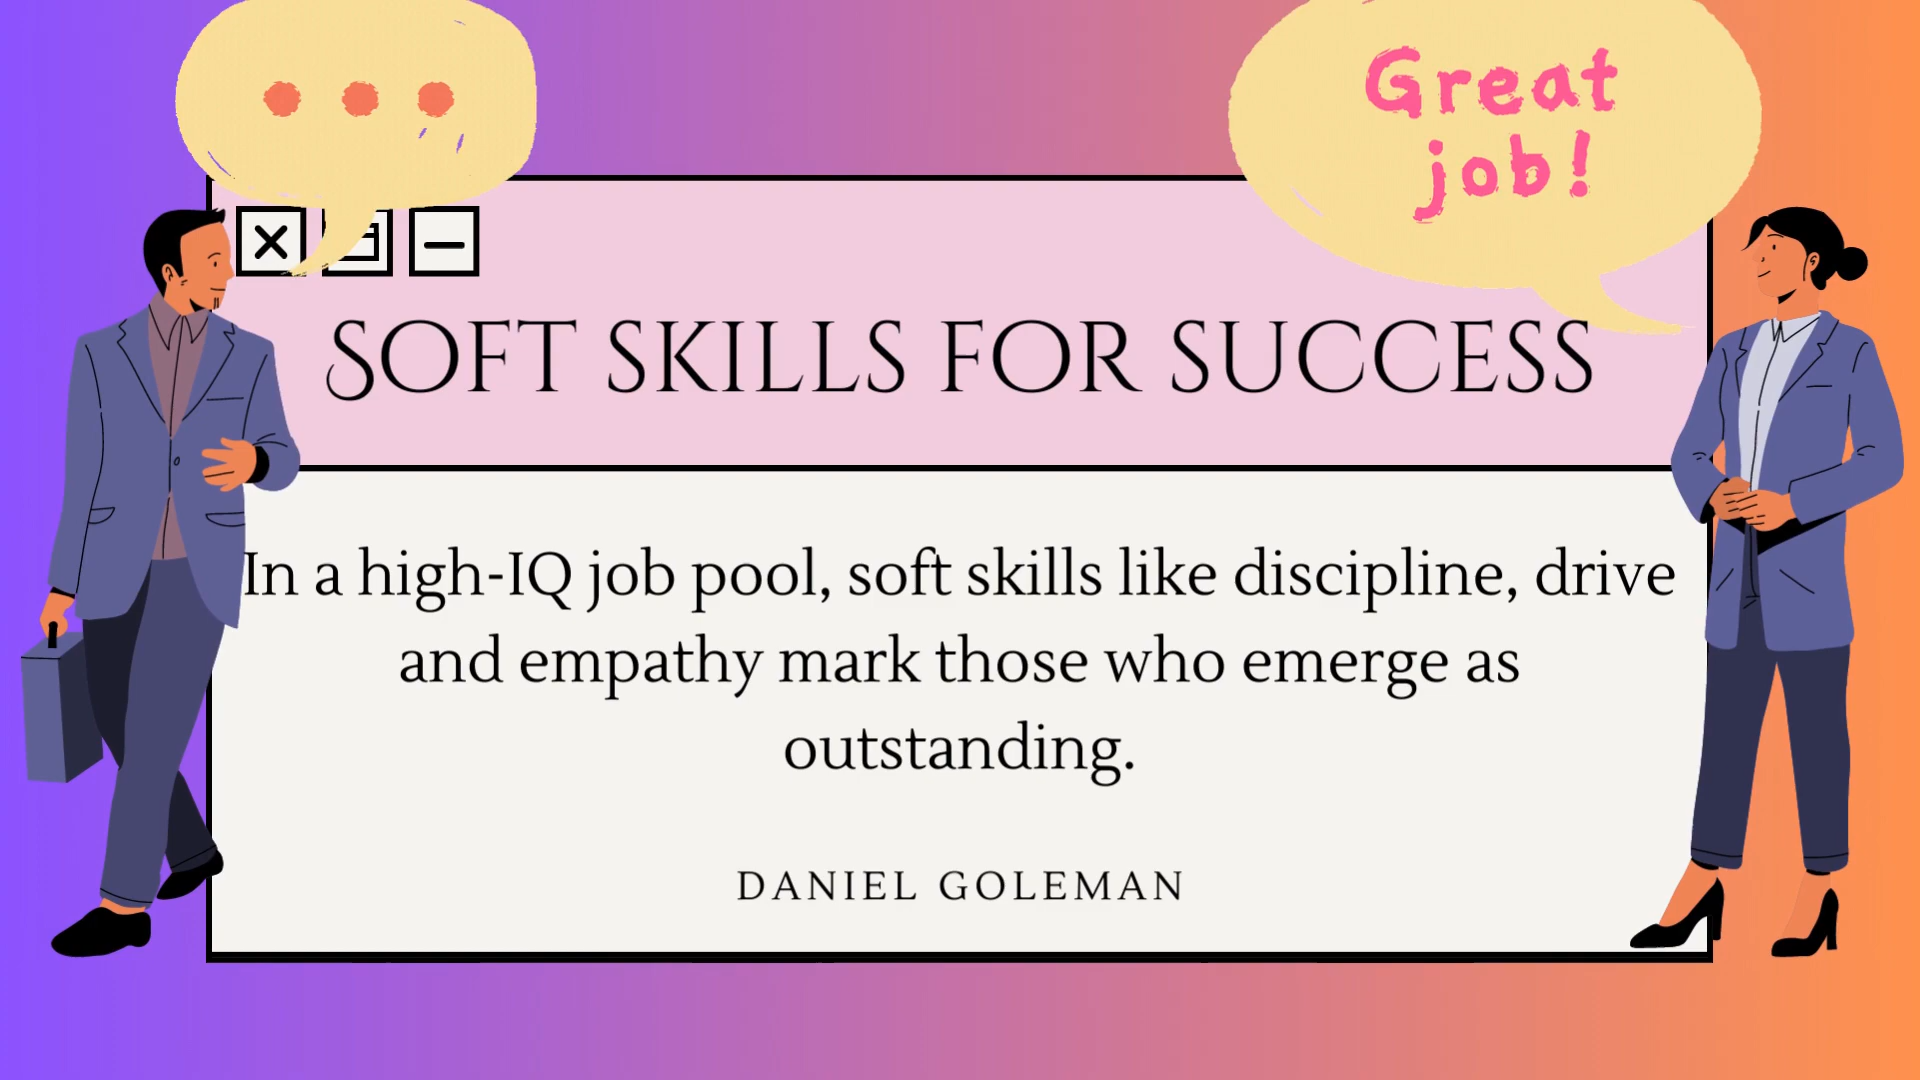 Great
job!
SOFT SKILLS FOR SUCCESS
In a high-IQ job pool, soft skills like discipline, drive
and empathy mark those who emerge as
outstanding.
DANIEL GOLEMAN